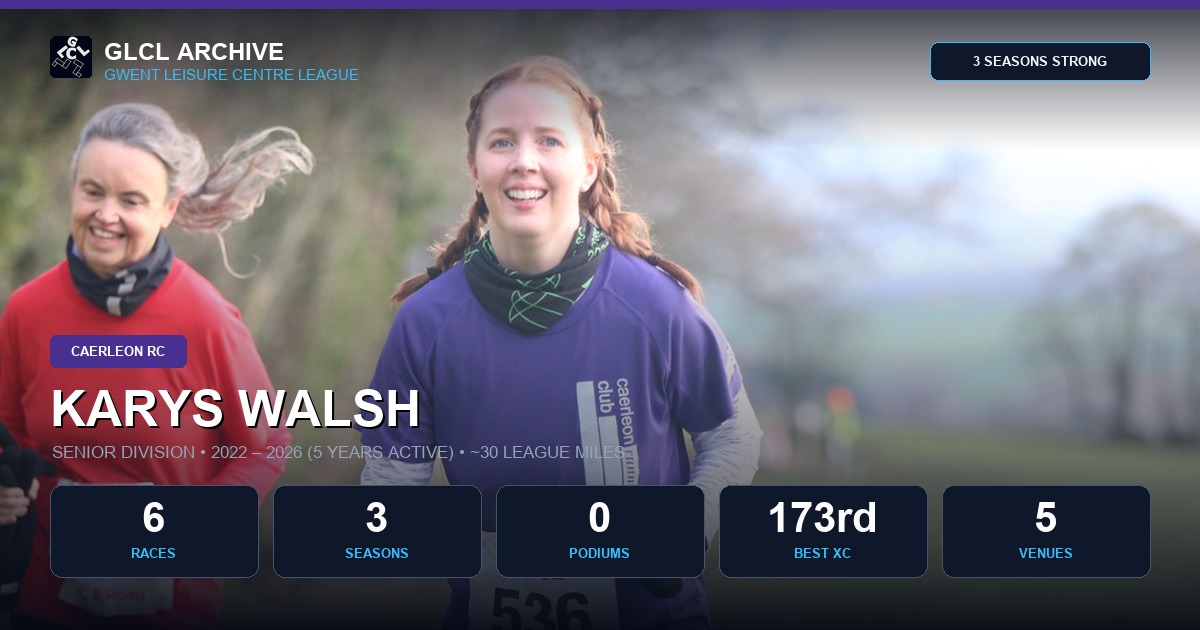 GLCL ARCHIVE
GWENT LEISURE CENTRE LEAGUE
3 SEASONS STRONG
caerleon
club
CAERLEON RC
KARYS WALSH
SENIOR DIVISION • 2022 – 2026 (5 YEARS ACTIVE) • ~30 LEAGUE MILES
6
RACES
3
SEASONS
0
PODIUMS
173rd
BEST XC
5
VENUES
536